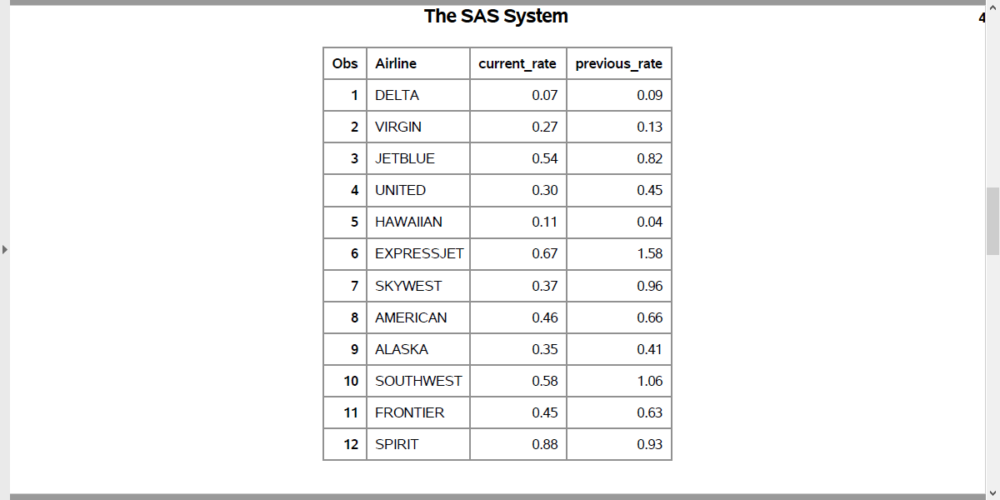 The SAS System
4
Obs Airline current_rate previous_rate
1 DELTA 0.07 0.09
2 VIRGIN 0.27 0.13
3 JETBLUE 0.54 0.82
4 UNITED 0.30 0.45
5 HAWAIIAN 0.11 0.04
6 EXPRESSJET 0.67 1.58
7 SKYWEST 0.37 0.96
8 AMERICAN 0.46 0.66
9 ALASKA 0.35 0.41
10 SOUTHWEST 0.58 1.06
11 FRONTIER 0.45 0.63
12 SPIRIT 0.88 0.93